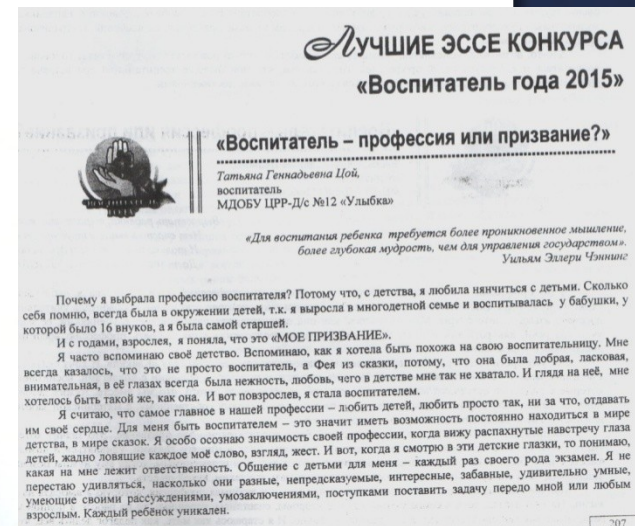 Лучшие эссе конкурса
«Воспитатель года 2015»
«Воспитатель – профессия или призвание?»
Татьяна Геннадьевна Цой,
воспитатель
МДОБУ ЦРР-Д/с №12 «Улыбка»
«Для воспитания ребенка требуется более проникновенное мышление,
более глубокая мудрость, чем для управления государством».
Уильям Эллери Чэннинг
Почему я выбрала профессию воспитателя? Потому что, с детства, я любила нянчиться с детьми. Сколько
себя помню, всегда была в окружении детей, т.к. я выросла в многодетной семье и воспитывалась у бабушки, у
которой было 16 внуков, а я была самой старшей.
И с годами, взрослея, я поняла, что это «МОЕ ПРИЗВАНИЕ».
Я часто вспоминаю своё детство. Вспоминаю, как я хотела быть похожа на свою воспитательницу. Мне
всегда казалось, что это не просто воспитатель, а Фея из сказки, потому, что она была добрая, ласковая,
внимательная, в её глазах всегда была нежность, любовь, чего в детстве мне так не хватало. И глядя на неё, мне
хотелось быть такой же, как она. И вот повзрослев, я стала воспитателем.
Я считаю, что самое главное в нашей профессии – любить детей, любить просто так, ни за что, отдавать
им своё сердце. Для меня быть воспитателем – это значит иметь возможность постоянно находиться в мире
детства, в мире сказок. Я особо осознаю значимость своей профессии, когда вижу распахнутые навстречу глаза
детей, жадно ловящие каждое моё слово, взгляд, жест. И вот, когда я смотрю в эти детские глазки, то понимаю,
какая на мне лежит ответственность. Общение с детьми для меня – каждый раз своего рода экзамен. Я не
перестаю удивляться, насколько они разные, непредсказуемые, интересные, забавные, удивительно умные,
умеющие своими рассуждениями, умозаключениями, поступками поставить задачу передо мной или любым
взрослым. Каждый ребёнок уникален.
207